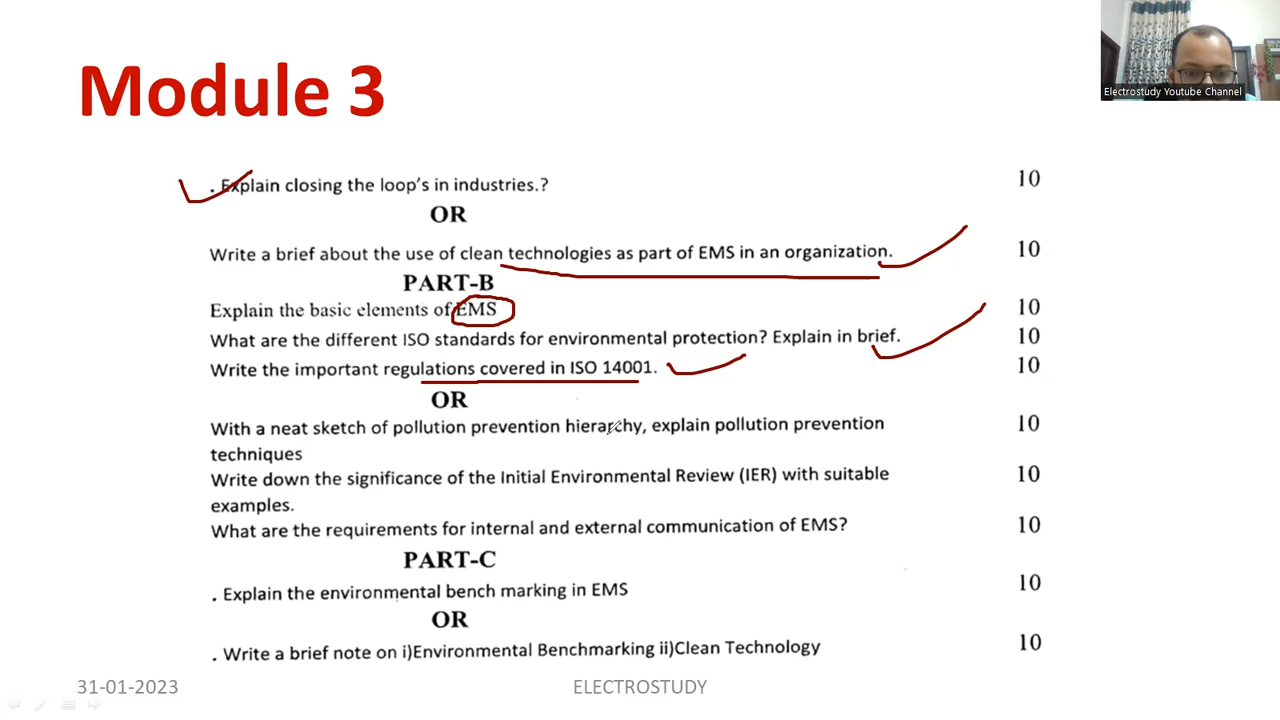 Module 3
Electrostudy Youtube Channel
. Explain closing the loop's in industries.? 10
OR
Write a brief about the use of clean technologies as part of EMS in an organization. 10
PART-B
Explain the basic elements of EMS 10
What are the different ISO standards for environmental protection? Explain in brief. 10
Write the important regulations covered in ISO 14001. 10
OR
With a neat sketch of pollution prevention hierarchy, explain pollution prevention 10
techniques
Write down the significance of the Initial Environmental Review (IER) with suitable 10
examples.
What are the requirements for internal and external communication of EMS? 10
PART-C
. Explain the environmental bench marking in EMS 10
OR
. Write a brief note on i)Environmental Benchmarking ii)Clean Technology 10
31-01-2023 ELECTROSTUDY